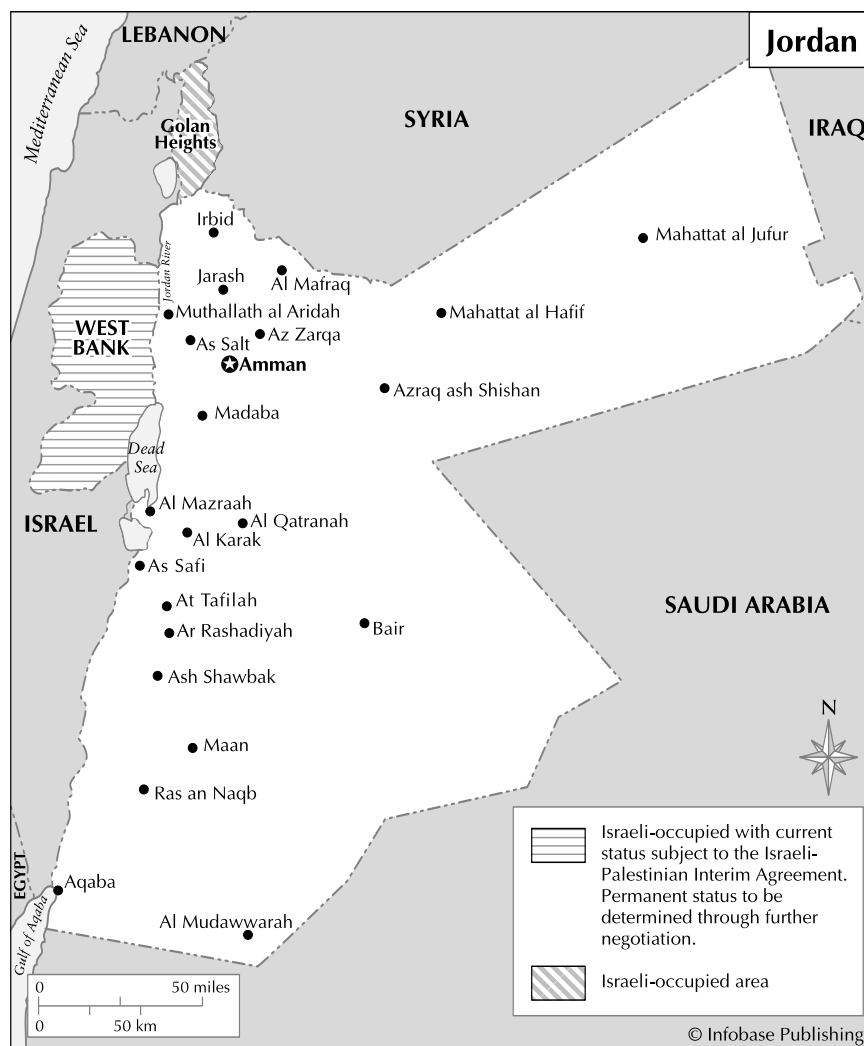 Jordan
LEBANON
Mediterranean Sea
SYRIA
IRAQ
Golan
Heights
Irbid
Mahattat al Jufur
Jordan River
Al Mafraq
Jarash
Muthallath al Aridah
Mahattat al Hafif
WEST
BANK
Az Zarqa
As Salt
Amman
Azraq ash Shishan
Madaba
Dead
Sea
Al Mazraah
ISRAEL
Al Qatranah
Al Karak
As Safi
At Tafilah
SAUDI ARABIA
Bair
Ar Rashadiyah
Ash Shawbak
N
Maan
Ras an Naqb
EGYPT
Aqaba
Gulf of Aqaba
Al Mudawwarah
0 50 miles
0 50 km
Israeli-occupied with current
status subject to the Israeli-
Palestinian Interim Agreement.
Permanent status to be
determined through further
negotiation.
Israeli-occupied area
© Infobase Publishing